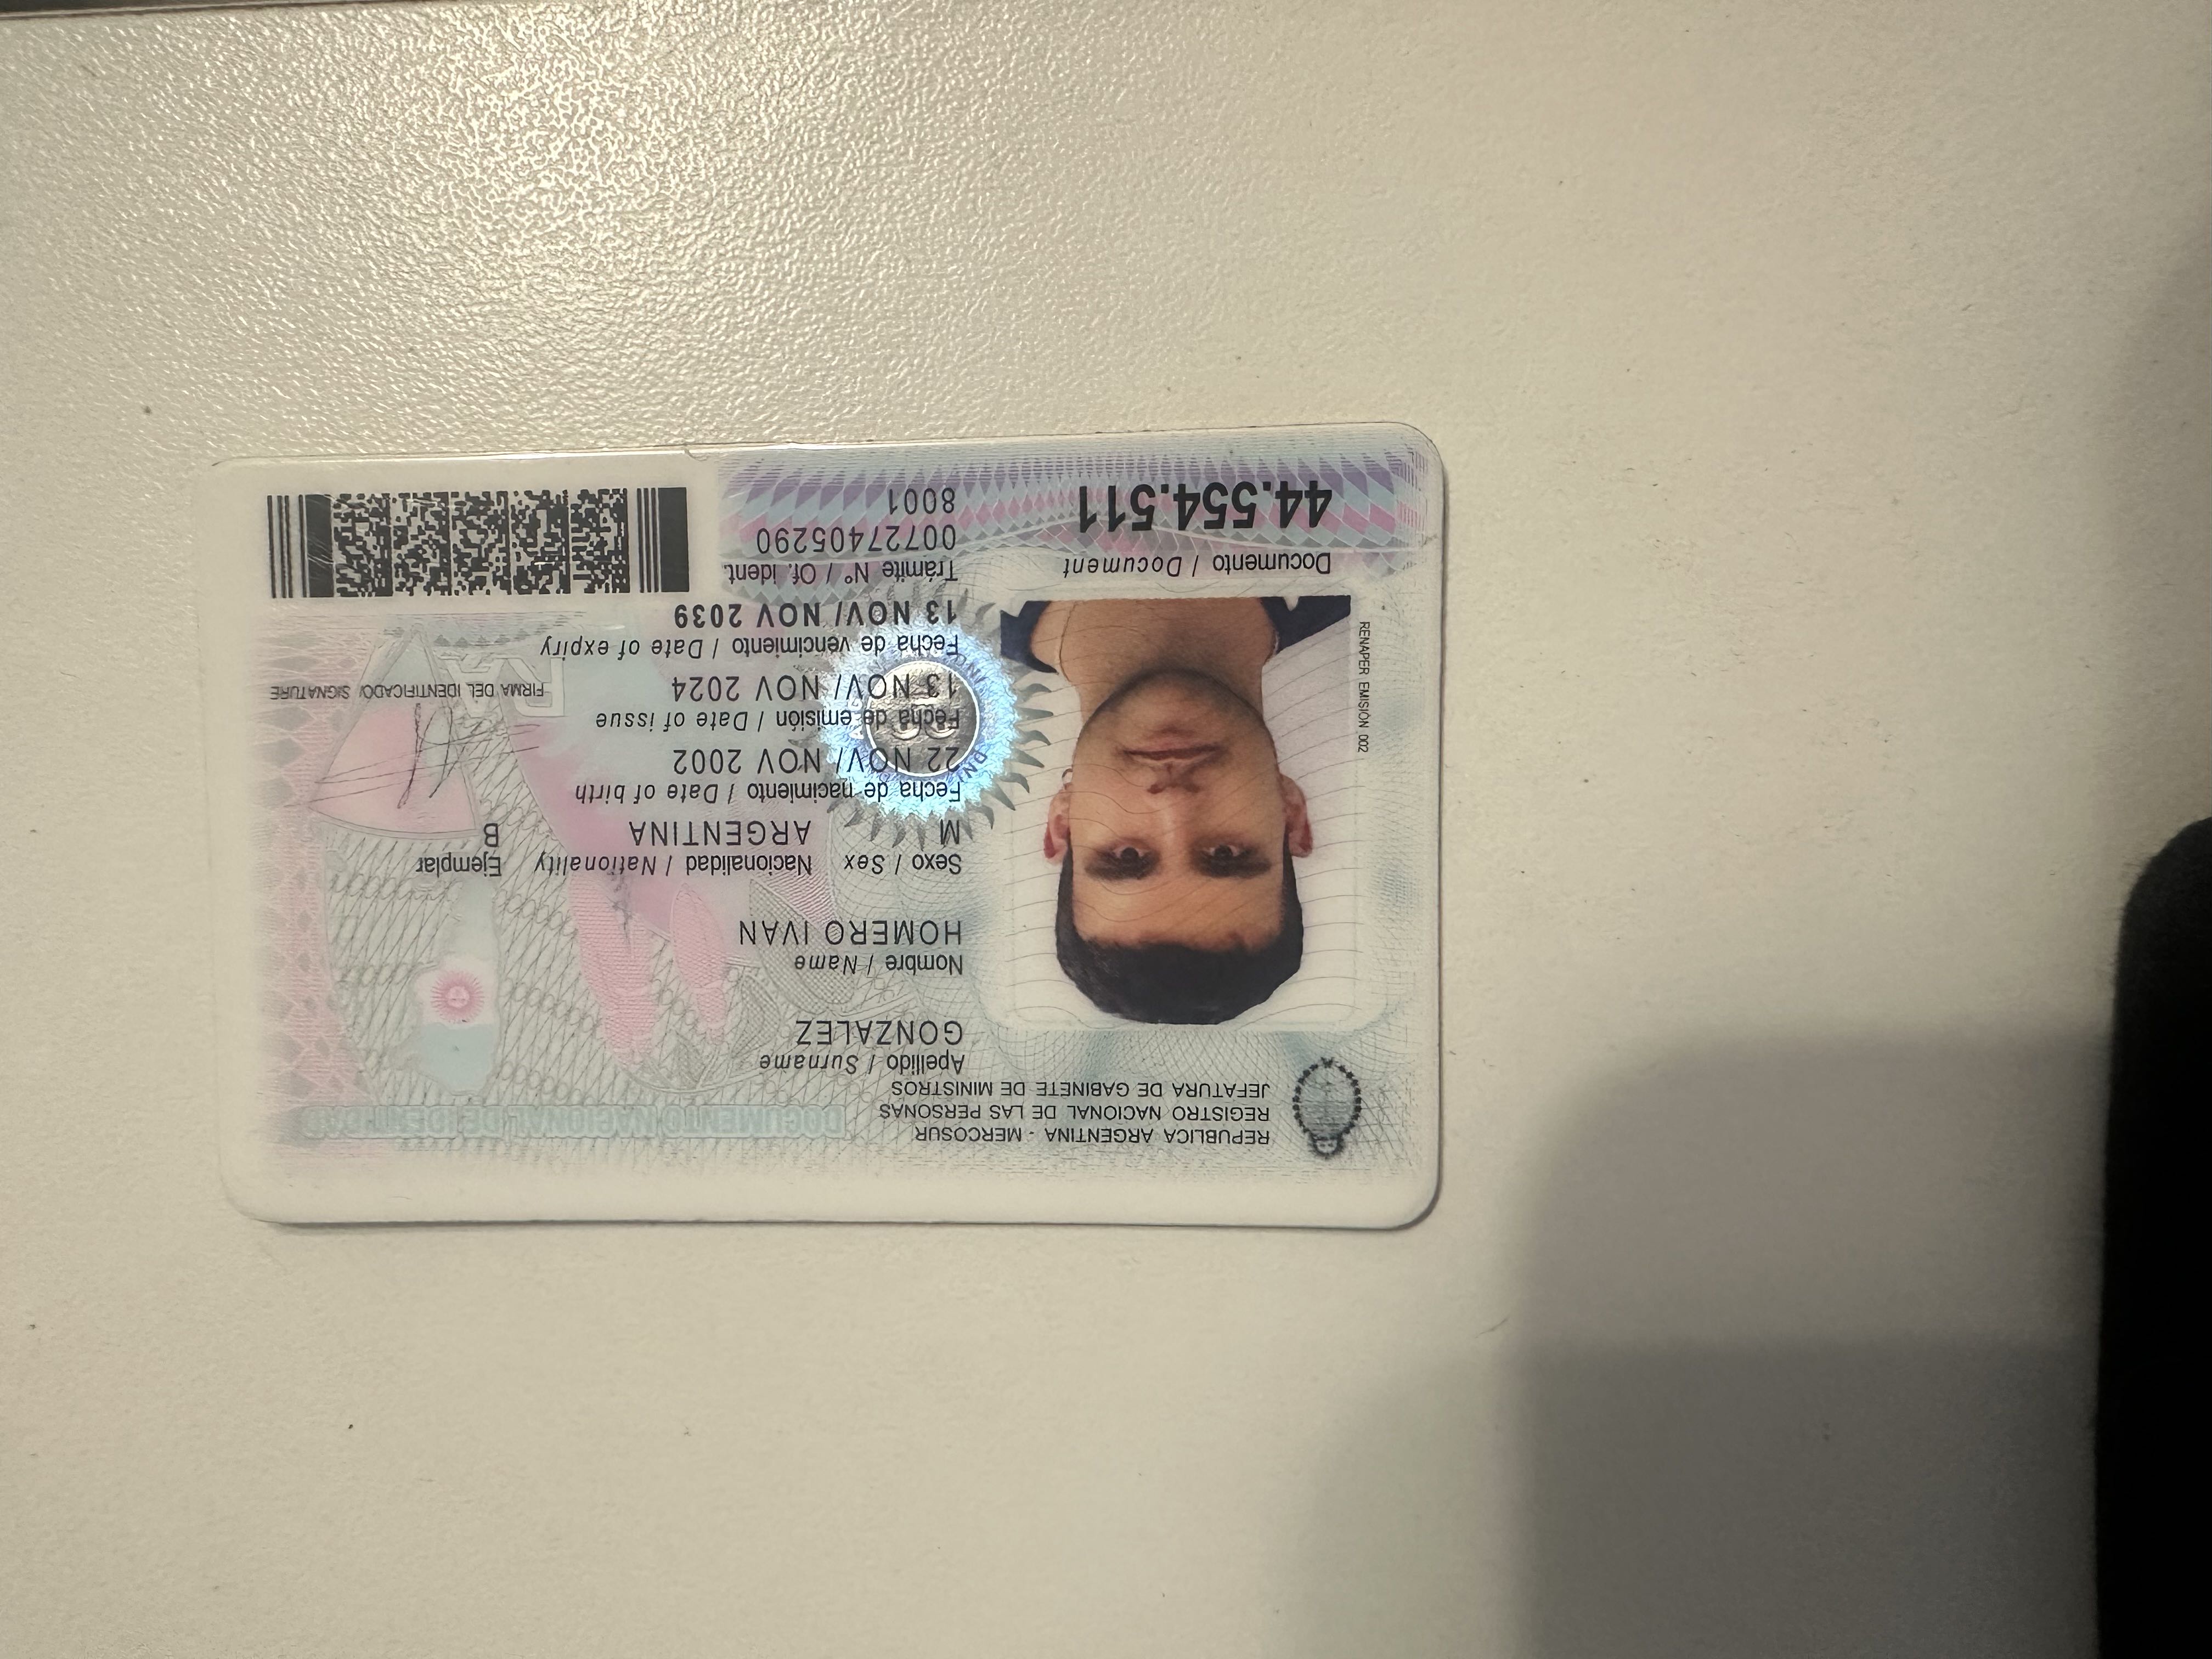 REPUBLICA ARGENTINA - MERCOSUR
REGISTRO NACIONAL DE LAS PERSONAS
JEFATURA DE GABINETE DE MINISTROS
DOCUMENTO NACIONAL DE IDENTIDAD
Apellido / Surname
GONZALEZ
Nombre / Name
HOMERO IVAN
Sexo / Sex Nacionalidad / Nationality Ejemplar
M ARGENTINA B
Fecha de nacimiento / Date of birth
22 NOV/ NOV 2002
Fecha de emisión / Date of issue
13 NOV/ NOV 2024
FIRMA DEL IDENTIFICADO/ SIGNATURE
Fecha de vencimiento / Date of expiry
13 NOV/ NOV 2039
RENAPER EMISIÓN 002
Documento / Document
44.554.511
Trámite N° / Of. ident.
00727405290
8001